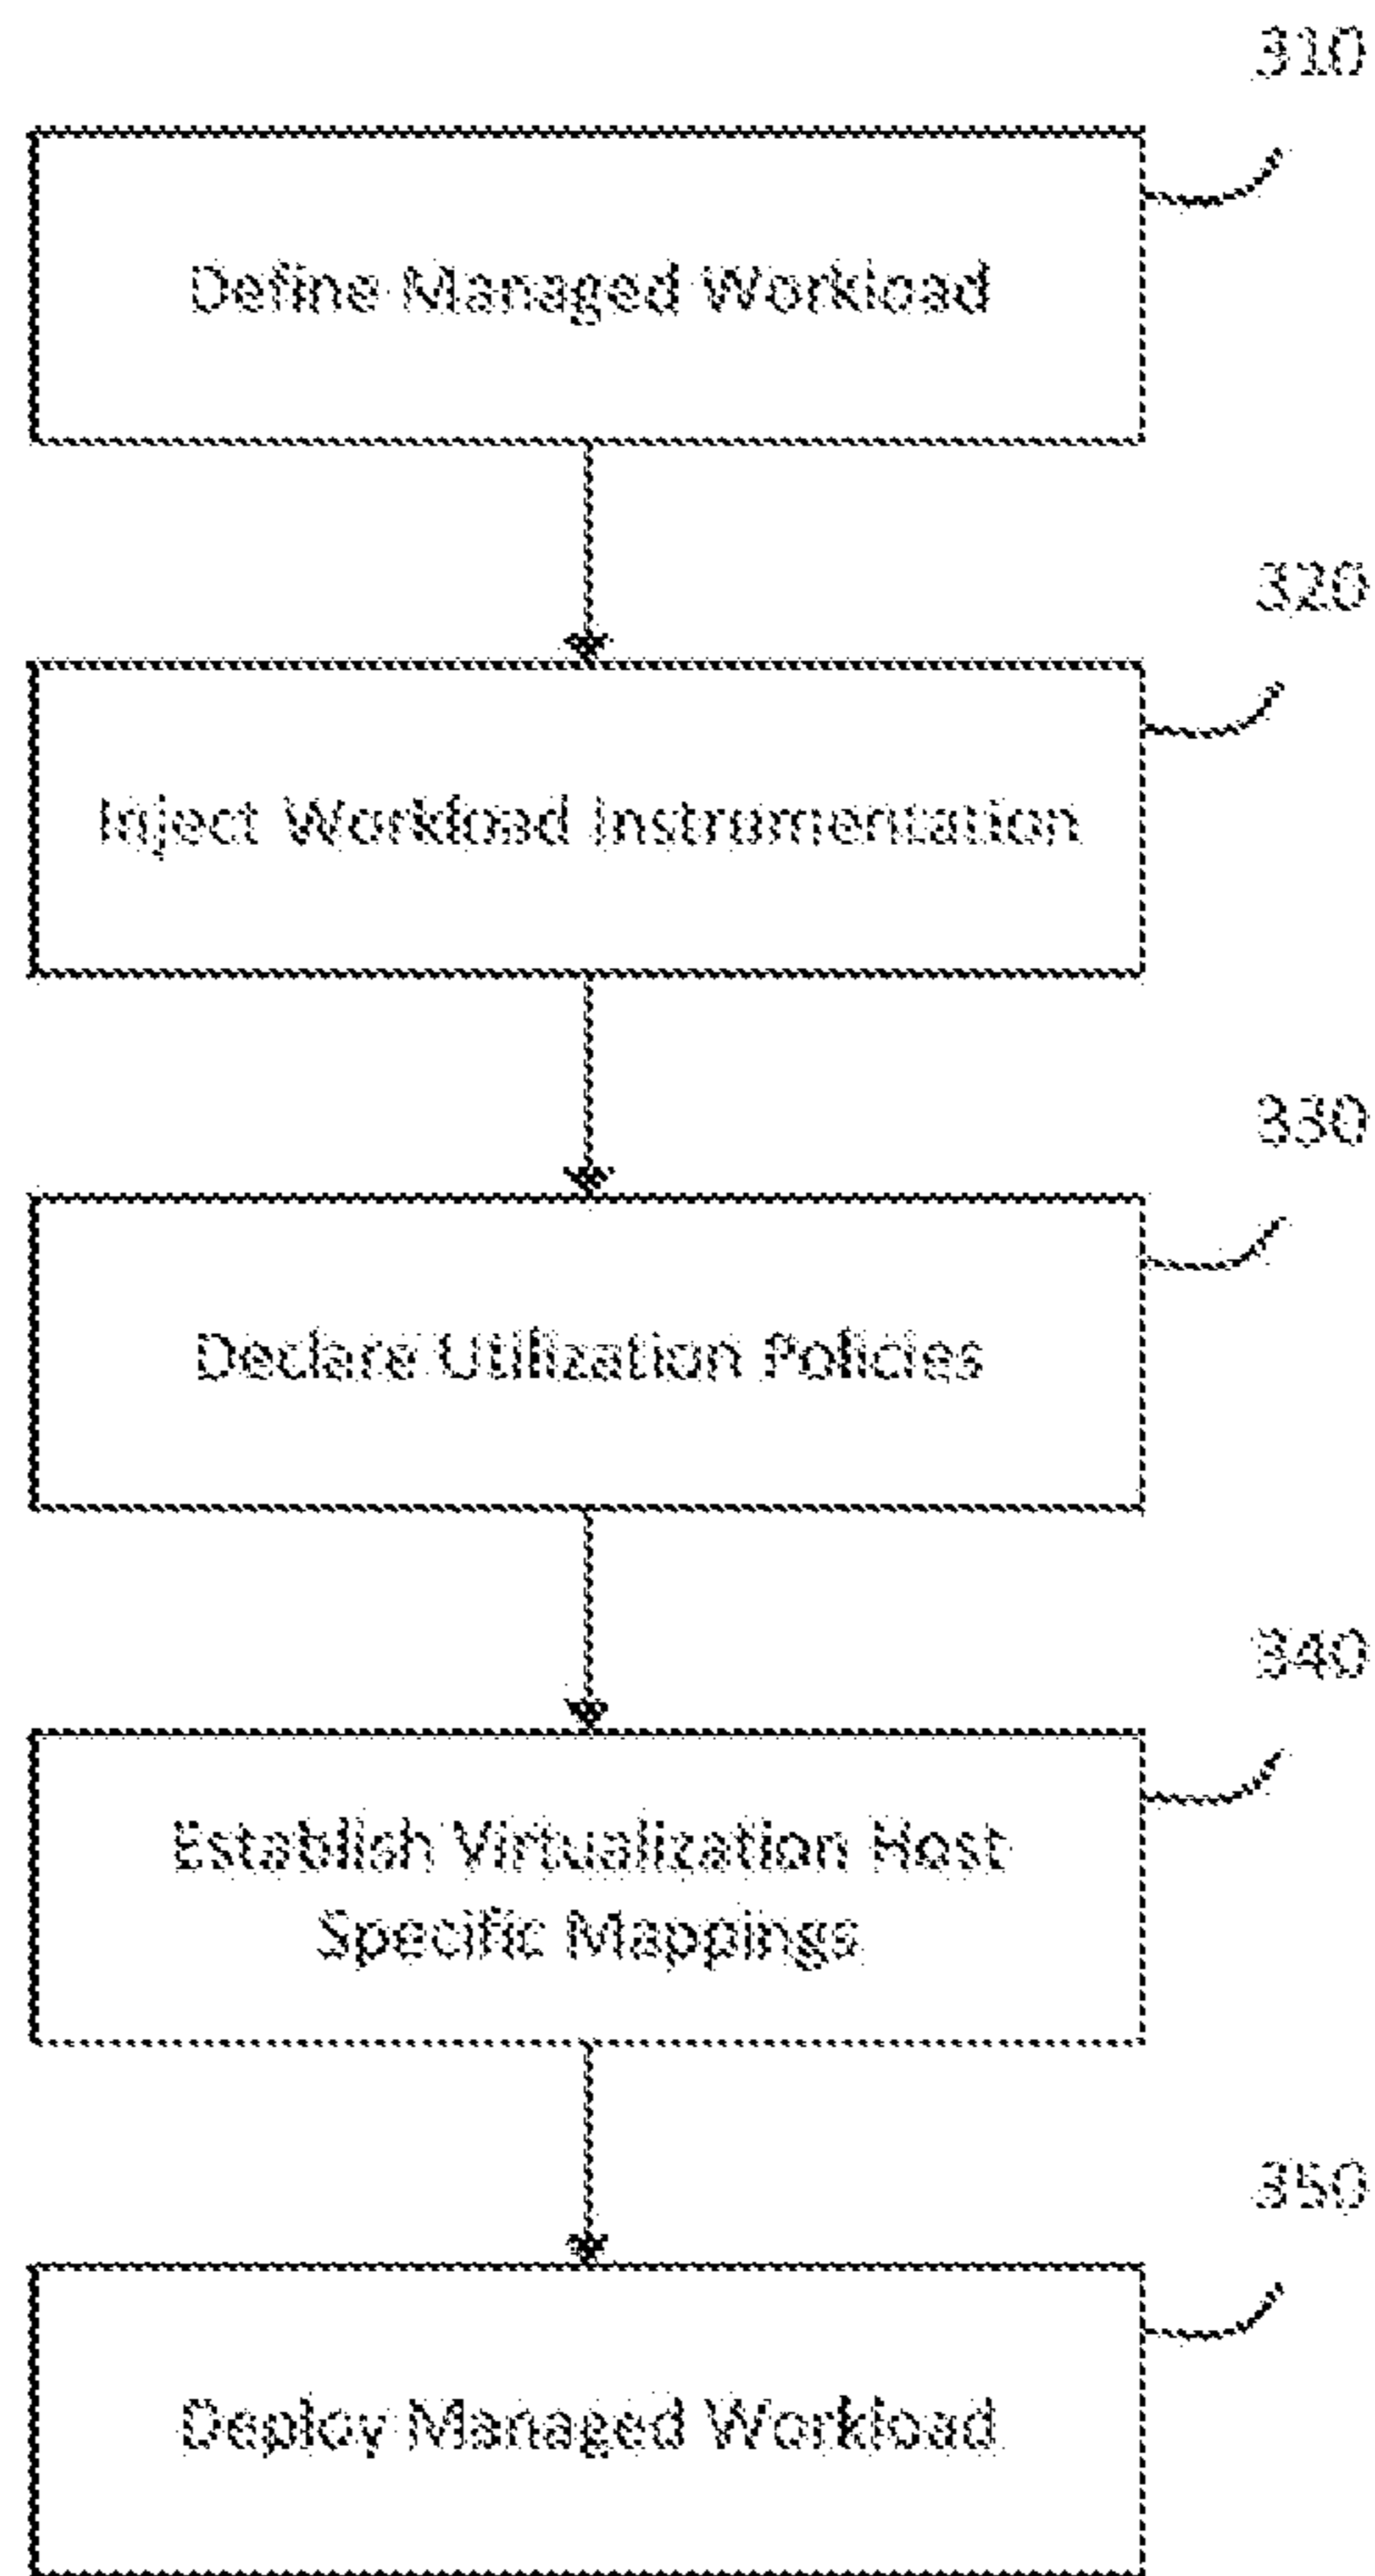 310
Define Managed Workload
320
Inject Workload Instrumentation
330
Declare Utilization Policies
340
Establish Virtualization Host
Specific Mappings
350
Deploy Managed Workload